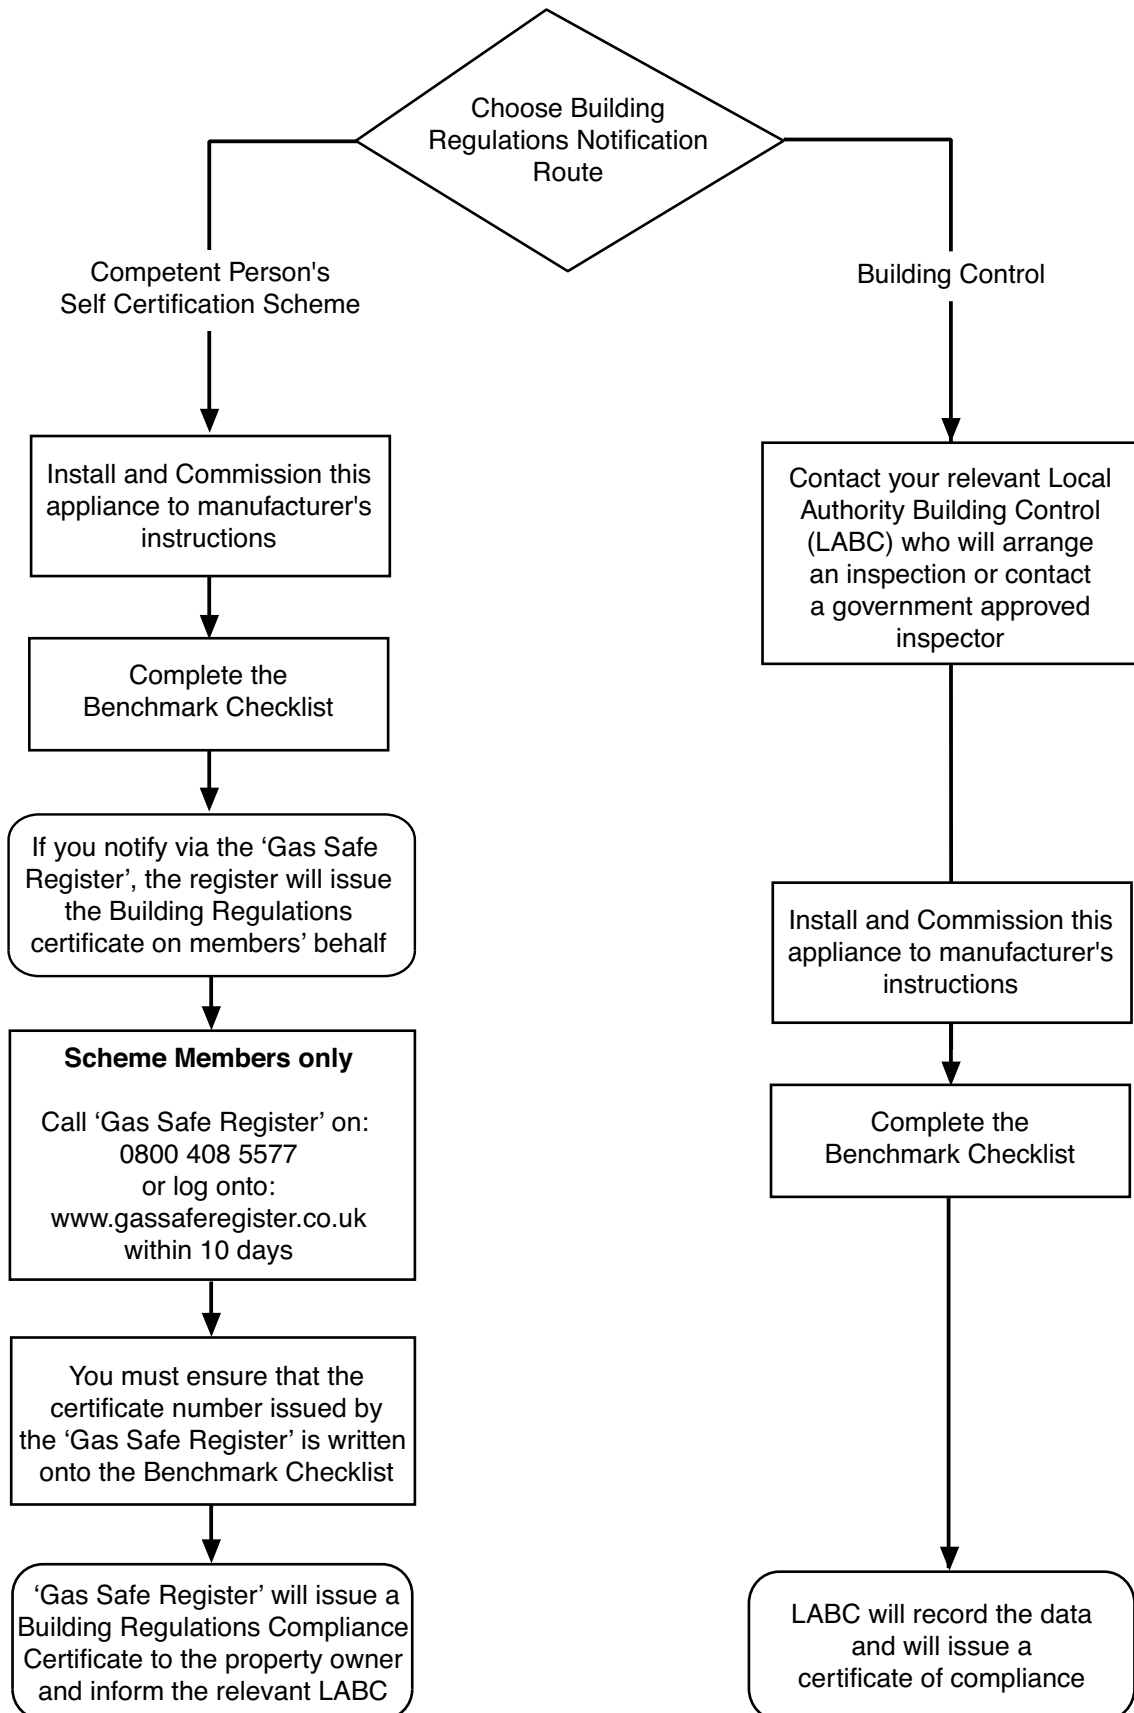 Choose Building
Regulations Notification
Route
Competent Person's
Self Certification Scheme
Building Control
Install and Commission this
appliance to manufacturer's
instructions
Complete the
Benchmark Checklist
If you notify via the ‘Gas Safe
Register’, the register will issue
the Building Regulations
certificate on members’ behalf
Scheme Members only
Call ‘Gas Safe Register’ on:
0800 408 5577
or log onto:
www.gassaferegister.co.uk
within 10 days
You must ensure that the
certificate number issued by
the ‘Gas Safe Register’ is written
onto the Benchmark Checklist
‘Gas Safe Register’ will issue a
Building Regulations Compliance
Certificate to the property owner
and inform the relevant LABC
Contact your relevant Local
Authority Building Control
(LABC) who will arrange
an inspection or contact
a government approved
inspector
Install and Commission this
appliance to manufacturer's
instructions
Complete the
Benchmark Checklist
LABC will record the data
and will issue a
certificate of compliance